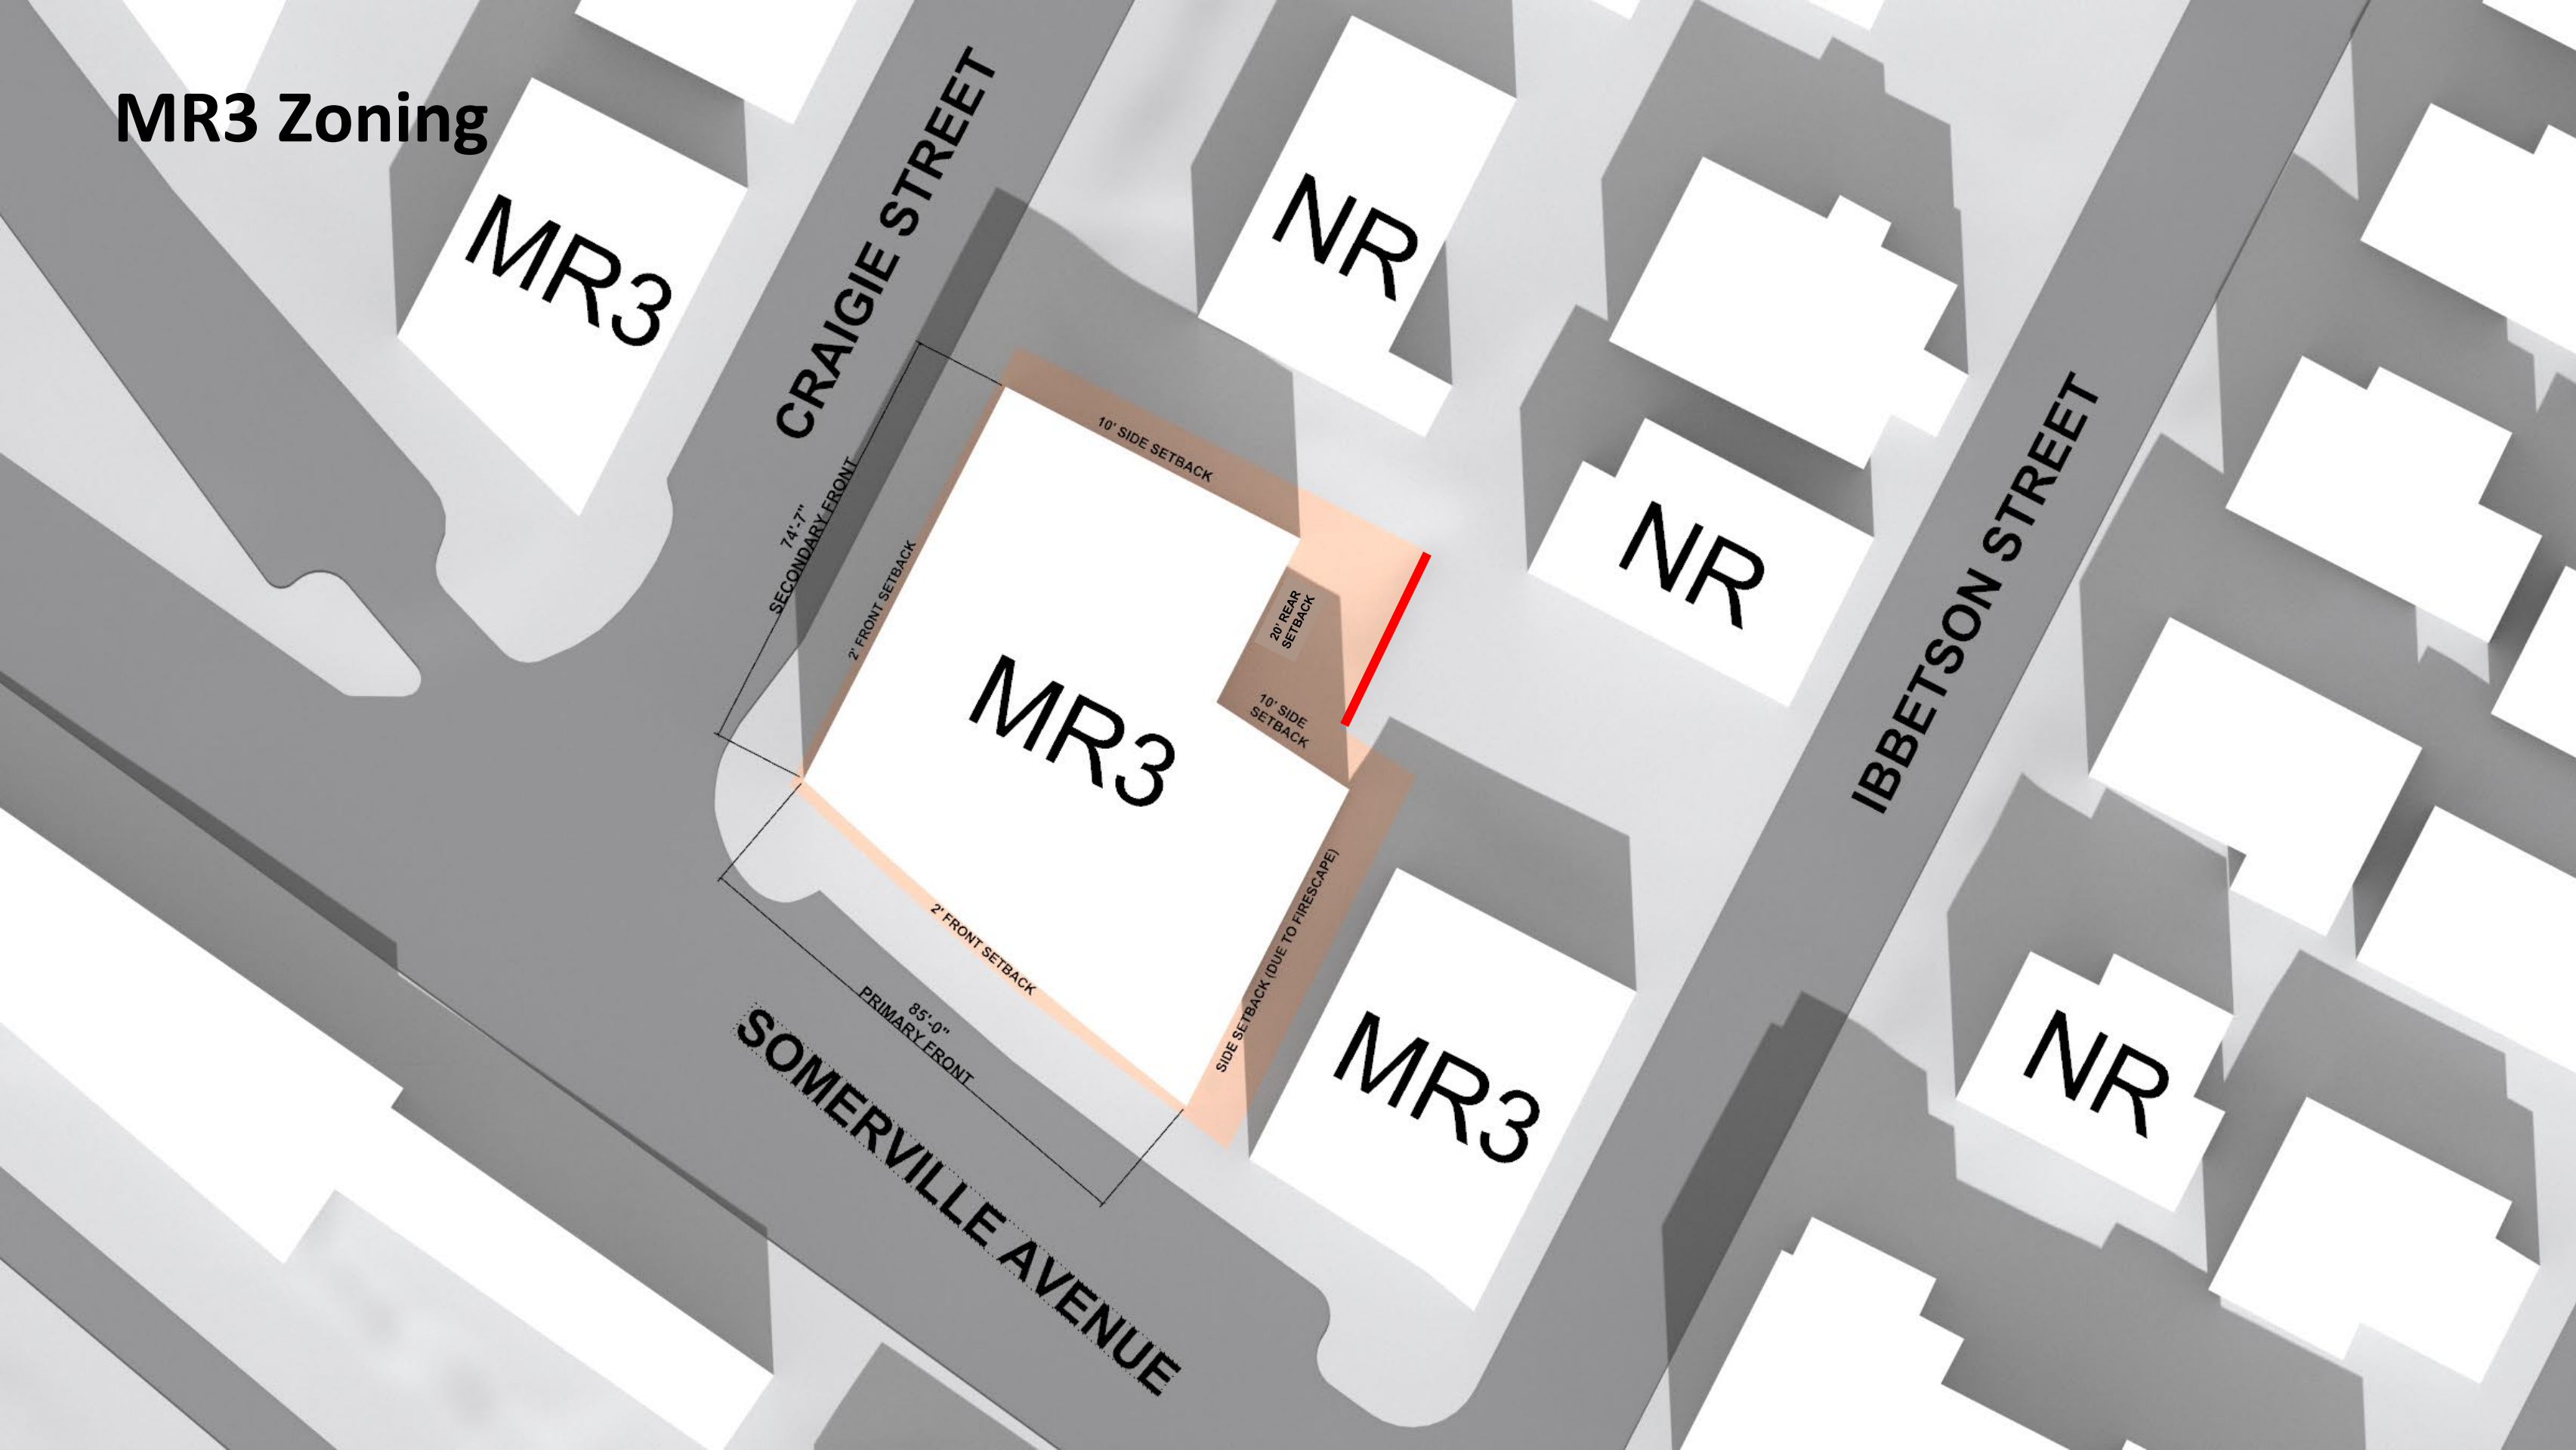 MR3 Zoning
MR3
CRAIGIE STREET
NR
NR
IBBETSON STREET
10' SIDE SETBACK
74'-7"
SECONDARY FRONT
2' FRONT SETBACK
20' REAR
SETBACK
10' SIDE
SETBACK
MR3
SIDE SETBACK (DUE TO FIRESCAPE)
2' FRONT SETBACK
85'-0"
PRIMARY FRONT
MR3
NR
SOMERVILLE AVENUE